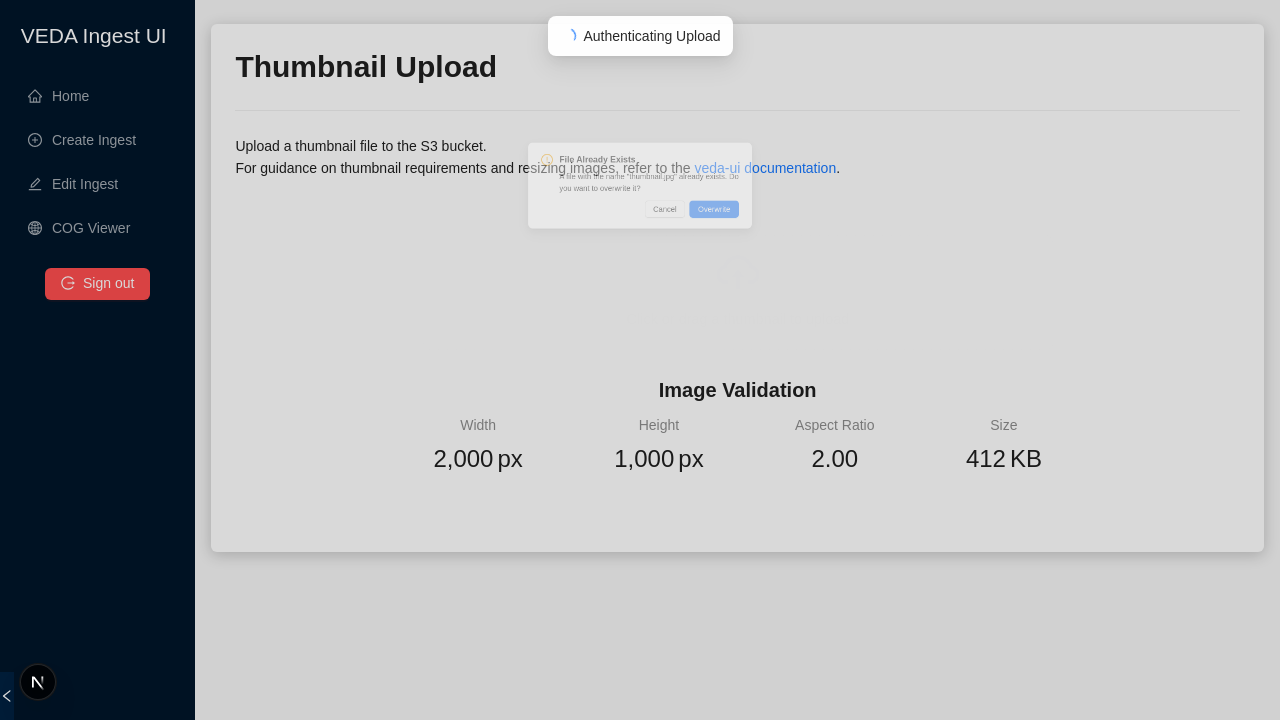 VEDA Ingest UI
Home
Create Ingest
Edit Ingest
COG Viewer
Sign out
Authenticating Upload
Thumbnail Upload
Upload a thumbnail file to the S3 bucket.
For guidance on thumbnail requirements and resizing images, refer to the veda-ui documentation.
File Already Exists
A file with the name "thumbnail.jpg" already exists. Do
you want to overwrite it?
Cancel
Overwrite
Image Validation
Width
Height
Aspect Ratio
Size
2,000 px
1,000 px
2.00
412 KB